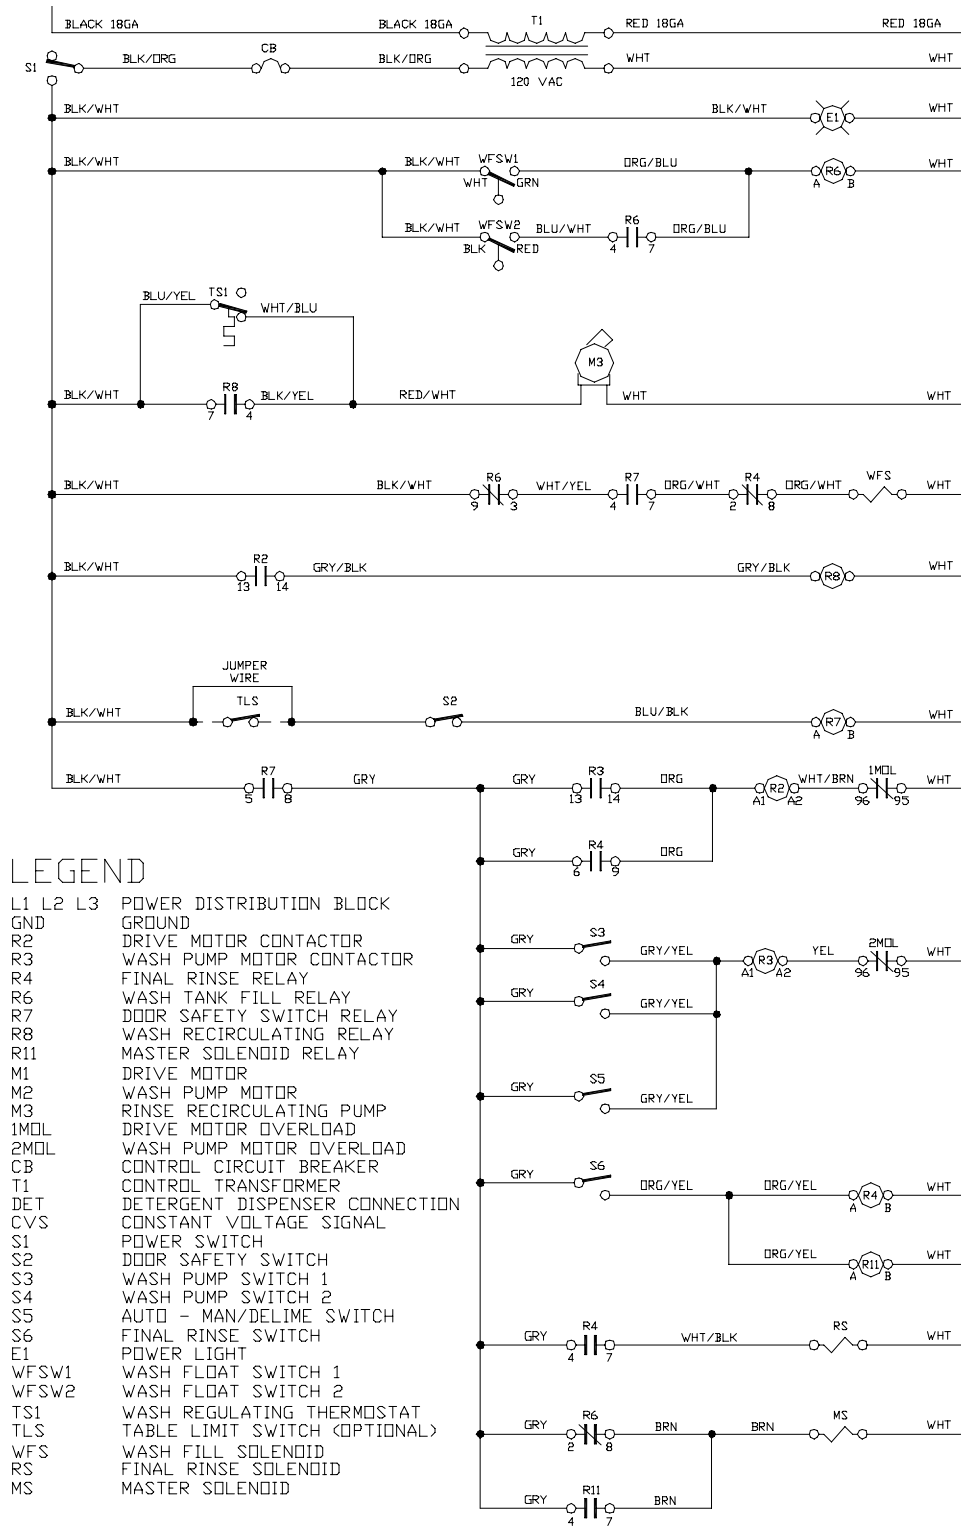 BLACK 18GA BLACK 18GA T1 RED 18GA RED 18GA
S1 BLK/ORG CB BLK/ORG WHT WHT
120 VAC
BLK/WHT BLK/WHT E1 WHT
BLK/WHT BLK/WHT WFSW1 ORG/BLU R6 WHT
WHT GRN A B
BLK/WHT WFSW2 BLU/WHT R6 ORG/BLU
BLK RED 4 7
BLU/YEL TS1 WHT/BLU
M3
BLK/WHT R8 BLK/YEL RED/WHT WHT WHT
7 4
BLK/WHT BLK/WHT R6 WHT/YEL R7 ORG/WHT R4 ORG/WHT WFS WHT
9 3 4 7 2 8
BLK/WHT R2 GRY/BLK GRY/BLK R8 WHT
13 14
JUMPER
WIRE
BLK/WHT TLS S2 BLU/BLK R7 WHT
A B
BLK/WHT R7 GRY GRY R3 ORG R2 WHT/BRN 1MOL WHT
5 8 13 14 A1 A2 96 95
GRY R4 ORG
6 9
GRY S3 GRY/YEL R3 YEL 2MOL WHT
A1 A2 96 95
GRY S4 GRY/YEL
GRY S5 GRY/YEL
GRY S6 ORG/YEL ORG/YEL R4 WHT
A B
ORG/YEL R11 WHT
A B
GRY R4 WHT/BLK RS WHT
4 7
GRY R6 BRN BRN MS WHT
2 8
GRY R11 BRN
4 7
LEGEND
L1 L2 L3 POWER DISTRIBUTION BLOCK
GND GROUND
R2 DRIVE MOTOR CONTACTOR
R3 WASH PUMP MOTOR CONTACTOR
R4 FINAL RINSE RELAY
R6 WASH TANK FILL RELAY
R7 DOOR SAFETY SWITCH RELAY
R8 WASH RECIRCULATING RELAY
R11 MASTER SOLENOID RELAY
M1 DRIVE MOTOR
M2 WASH PUMP MOTOR
M3 RINSE RECIRCULATING PUMP
1MOL DRIVE MOTOR OVERLOAD
2MOL WASH PUMP MOTOR OVERLOAD
CB CONTROL CIRCUIT BREAKER
T1 CONTROL TRANSFORMER
DET DETERGENT DISPENSER CONNECTION
CVS CONSTANT VOLTAGE SIGNAL
S1 POWER SWITCH
S2 DOOR SAFETY SWITCH
S3 WASH PUMP SWITCH 1
S4 WASH PUMP SWITCH 2
S5 AUTO - MAN/DELIME SWITCH
S6 FINAL RINSE SWITCH
E1 POWER LIGHT
WFSW1 WASH FLOAT SWITCH 1
WFSW2 WASH FLOAT SWITCH 2
TS1 WASH REGULATING THERMOSTAT
TLS TABLE LIMIT SWITCH (OPTIONAL)
WFS WASH FILL SOLENOID
RS FINAL RINSE SOLENOID
MS MASTER SOLENOID